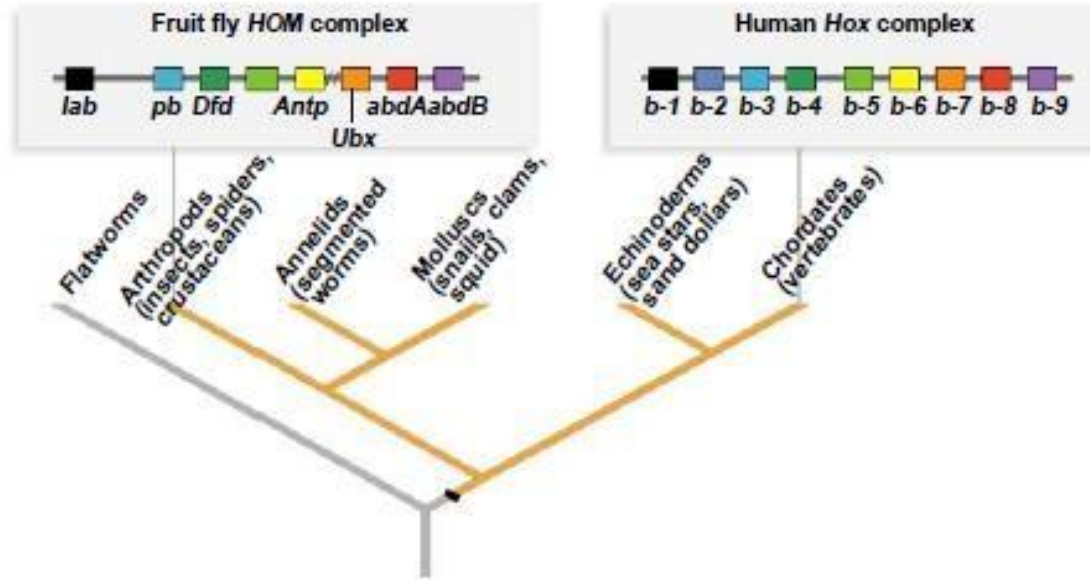 Fruit fly HOM complex
lab pb Dfd Antp abdA abdB
Ubx
Human Hox complex
b-1 b-2 b-3 b-4 b-5 b-6 b-7 b-8 b-9
Flatworms
Arthropods
(insects, spiders,
crustaceans)
Annelids
(segmented
worms)
Molluscs
(snails, clams,
squid)
Echinoderms
(sea stars,
sand dollars)
Chordates
(vertebrates)